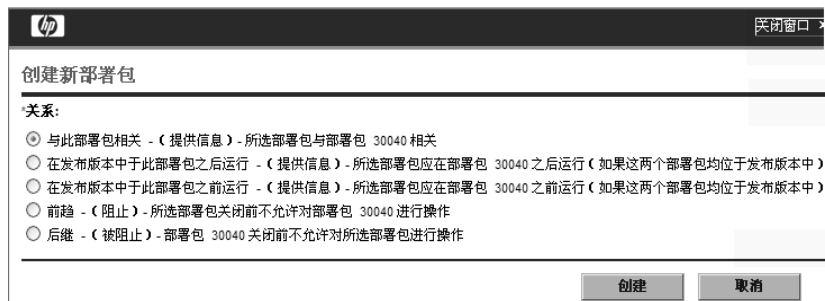 hp
关闭窗口 ×
创建新部署包
*关系:
与此部署包相关 -（提供信息）- 所选部署包与部署包 30040 相关
在发布版本中于此部署包之后运行 -（提供信息）- 所选部署包应在部署包 30040 之后运行（如果这两个部署包均位于发布版本中）
在发布版本中于此部署包之前运行 -（提供信息）- 所选部署包应在部署包 30040 之前运行（如果这两个部署包均位于发布版本中）
前趋 -（阻止）- 所选部署包关闭前不允许对部署包 30040 进行操作
后继 -（被阻止）- 部署包 30040 关闭前不允许对所选部署包进行操作
创建 取消